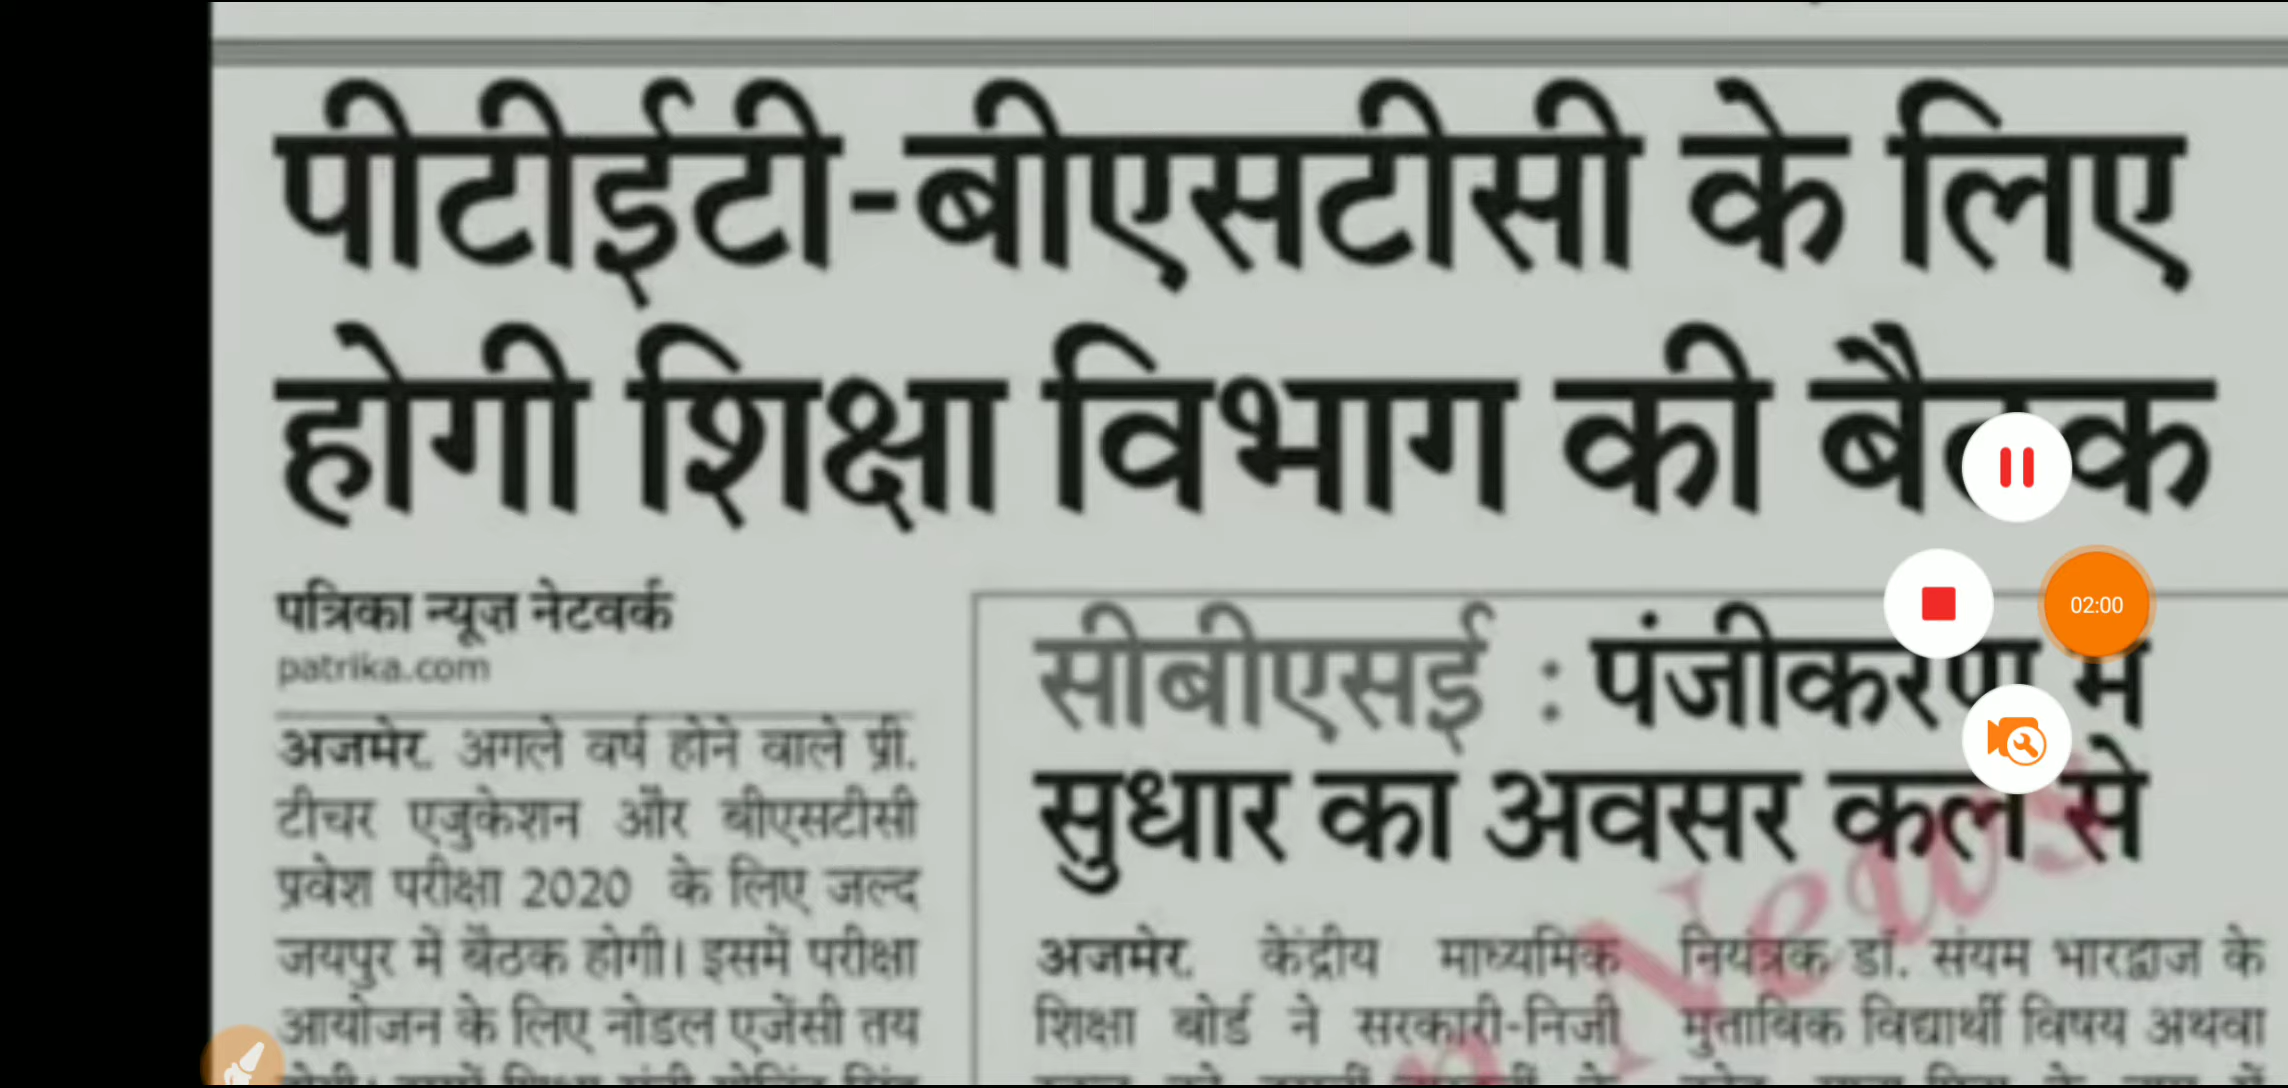 पीटीईटी-बीएसटीसी के लिए
होगी शिक्षा विभाग की बैठक
पत्रिका न्यूज़ नेटवर्क
patrika.com
अजमेर. अगले वर्ष होने वाले प्री.
टीचर एजुकेशन और बीएसटीसी
प्रवेश परीक्षा 2020 के लिए जल्द
जयपुर में बैठक होगी। इसमें परीक्षा
आयोजन के लिए नोडल एजेंसी तय
सीबीएसई : पंजीकरण में
सुधार का अवसर कल से
अजमेर. केंद्रीय माध्यमिक
शिक्षा बोर्ड ने सरकारी-निजी
नियंत्रक डॉ. संयम भारद्वाज के
मुताबिक विद्यार्थी विषय अथवा
02:00
News